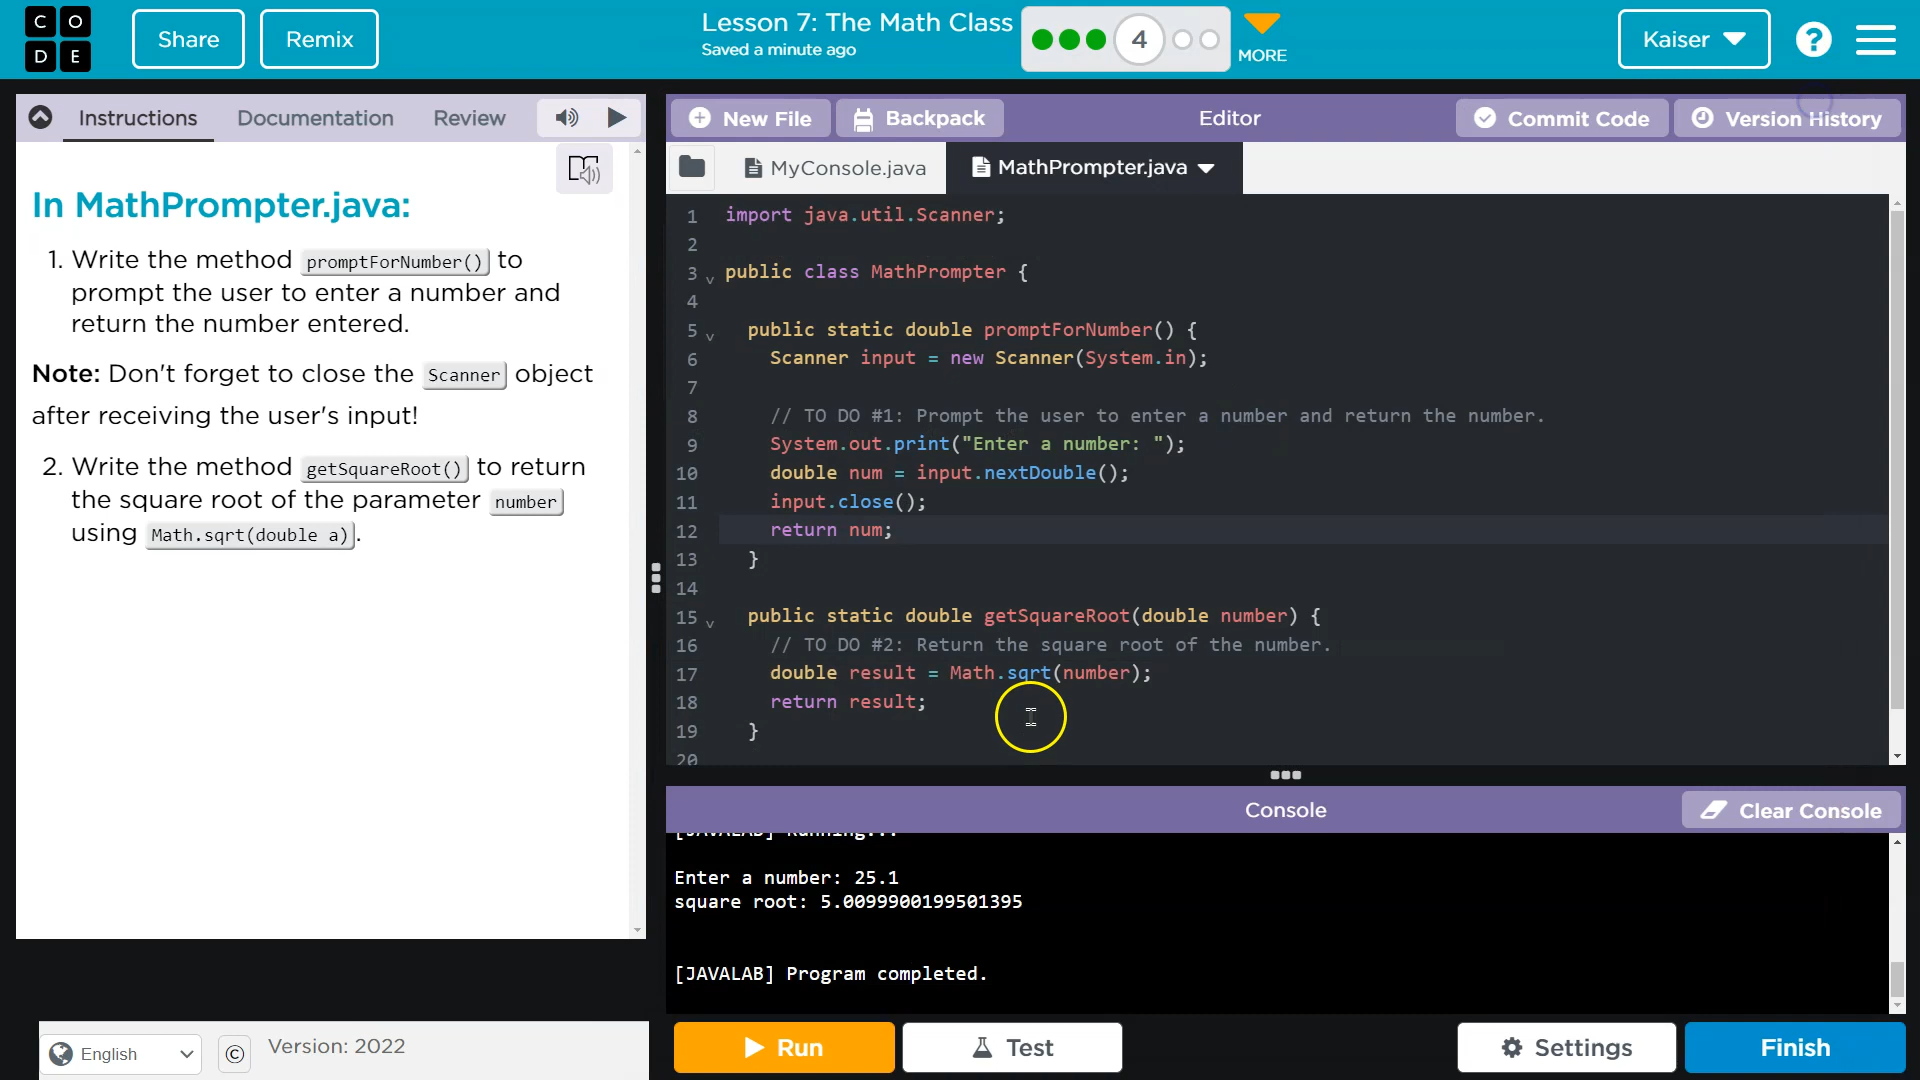 C O
D E
Share
Remix
Lesson 7: The Math Class
Saved a minute ago
4
MORE
Kaiser
?
Instructions
Documentation
Review
New File
Backpack
Editor
Commit Code
Version History
MyConsole.java
MathPrompter.java
In MathPrompter.java:
1. Write the method promptForNumber() to
prompt the user to enter a number and
return the number entered.
Note: Don't forget to close the Scanner object
after receiving the user's input!
2. Write the method getSquareRoot() to return
the square root of the parameter number
using Math.sqrt(double a).
1 import java.util.Scanner;
2
3 public class MathPrompter {
4
5 public static double promptForNumber() {
6 Scanner input = new Scanner(System.in);
7
8 // TO DO #1: Prompt the user to enter a number and return the number.
9 System.out.print("Enter a number: ");
10 double num = input.nextDouble();
11 input.close();
12 return num;
13 }
14
15 public static double getSquareRoot(double number) {
16 // TO DO #2: Return the square root of the number.
17 double result = Math.sqrt(number);
18 return result;
19 }
20
Console
Clear Console
[JAVALAB] Running...
Enter a number: 25.1
square root: 5.0099900199501395
[JAVALAB] Program completed.
English
©
Version: 2022
Run
Test
Settings
Finish